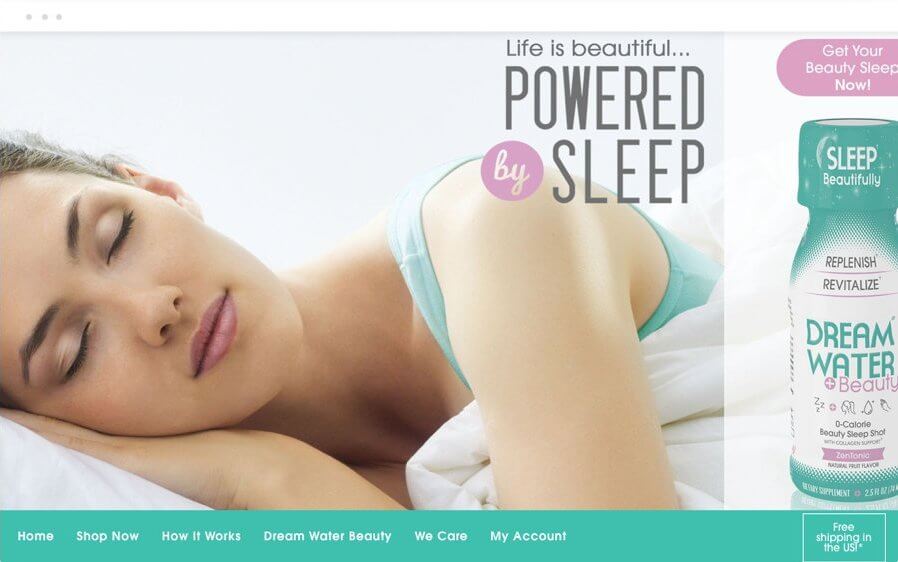 Life is beautiful...
POWERED
by SLEEP
Get Your
Beauty Sleep
Now!
SLEEP
Beautifully
REPLENISH
REVITALIZE
DREAM
WATER
+Beauty
0-Calorie
Beauty Sleep Shot
WITH COLLAGEN SUPPORT
ZenTonic
NATURAL FRUIT FLAVOR
DIETARY SUPPLEMENT 2.5 FL OZ (74
Home Shop Now How It Works Dream Water Beauty We Care My Account
Free
shipping in
the US!*